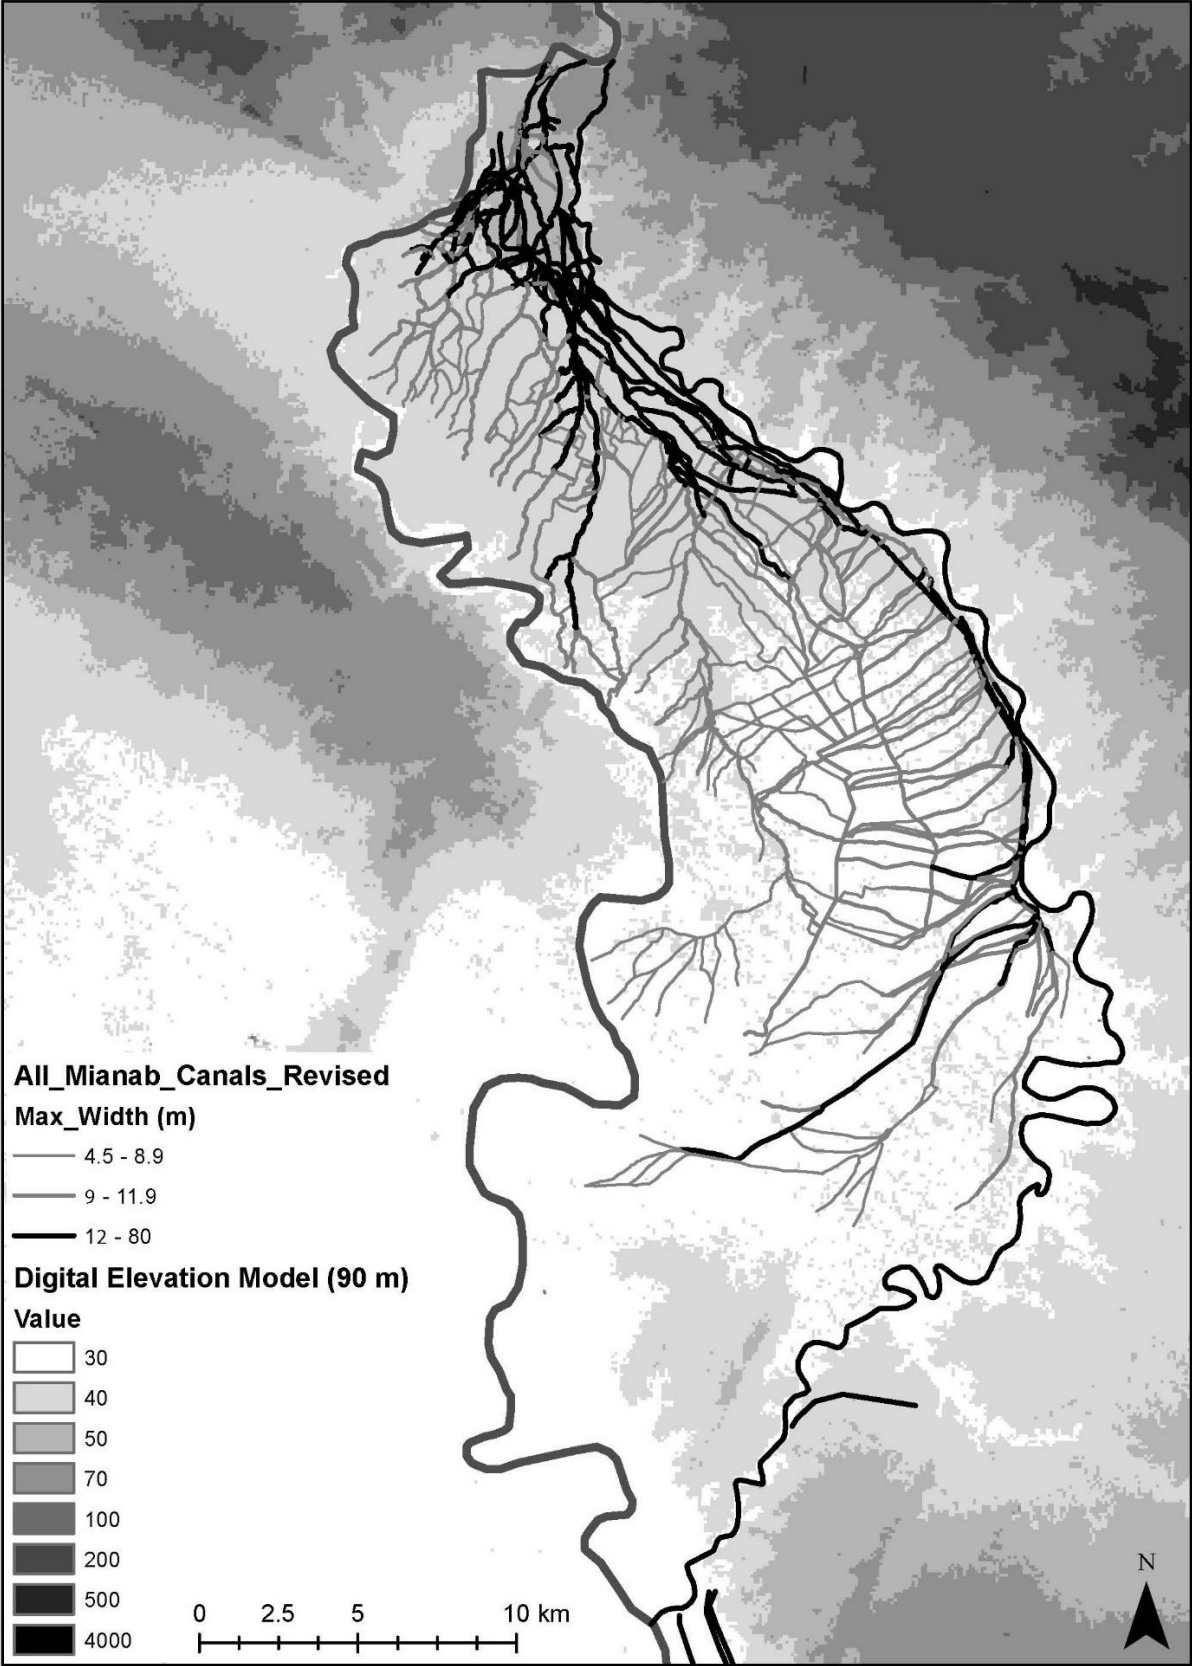 All_Mianab_Canals_Revised
Max_Width (m)
4.5 - 8.9
9 - 11.9
12 - 80
Digital Elevation Model (90 m)
Value
30
40
50
70
100
200
500
4000
0 2.5 5 10 km
N